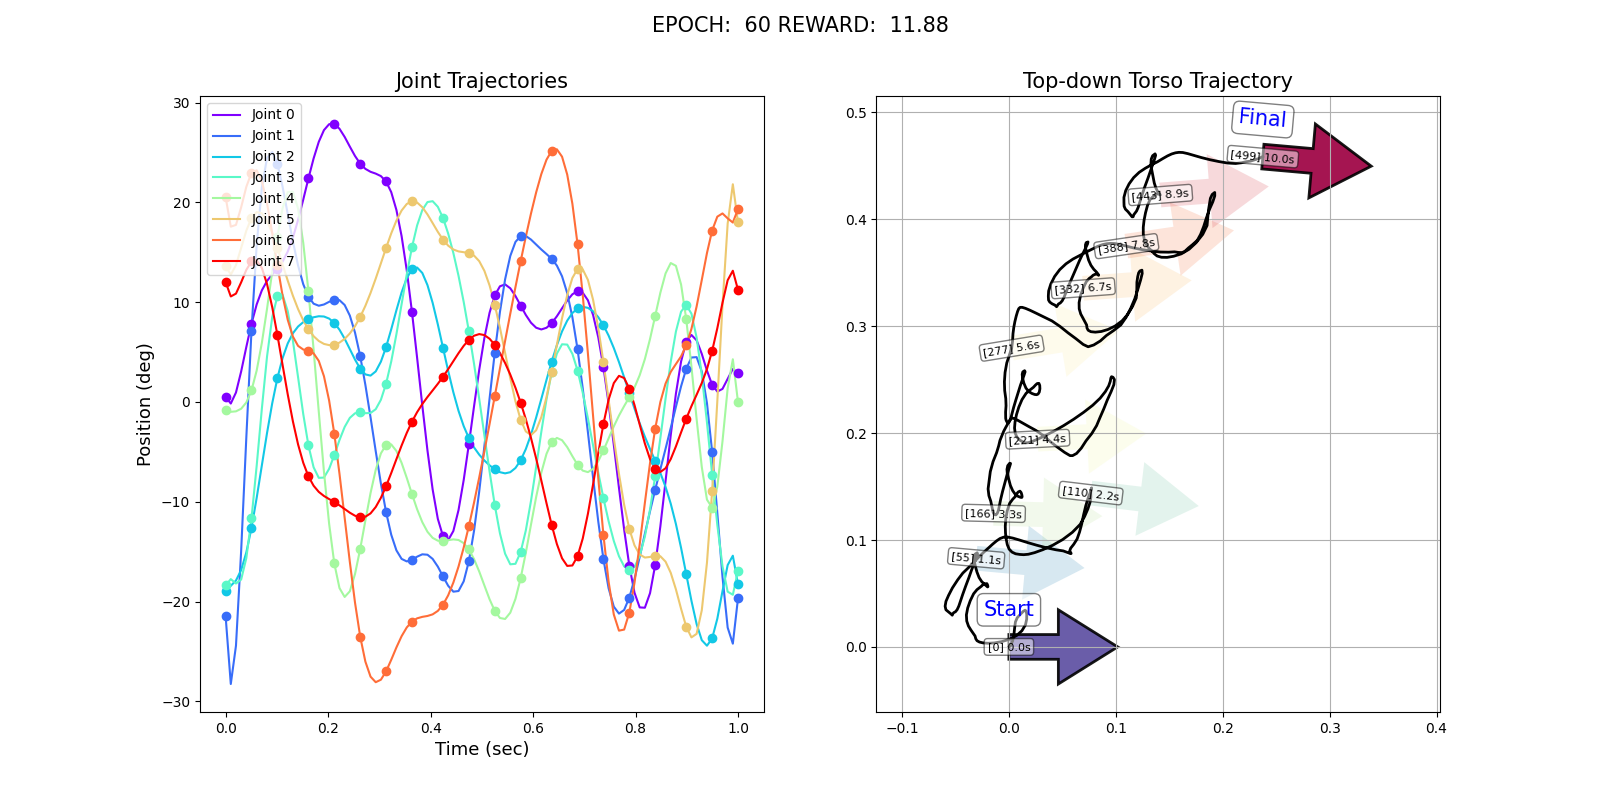 EPOCH:  60 REWARD:  11.88
Joint Trajectories
Position (deg)
30
20
10
0
−10
−20
−30
Joint 0
Joint 1
Joint 2
Joint 3
Joint 4
Joint 5
Joint 6
Joint 7
0.0
0.2
0.4
0.6
0.8
1.0
Time (sec)
Top-down Torso Trajectory
0.5
0.4
0.3
0.2
0.1
0.0
Final
[499] 10.0s
[443] 8.9s
[388] 7.8s
[332] 6.7s
[277] 5.6s
[221] 4.4s
[110] 2.2s
[166] 3.3s
[55] 1.1s
Start
[0] 0.0s
−0.1
0.0
0.1
0.2
0.3
0.4